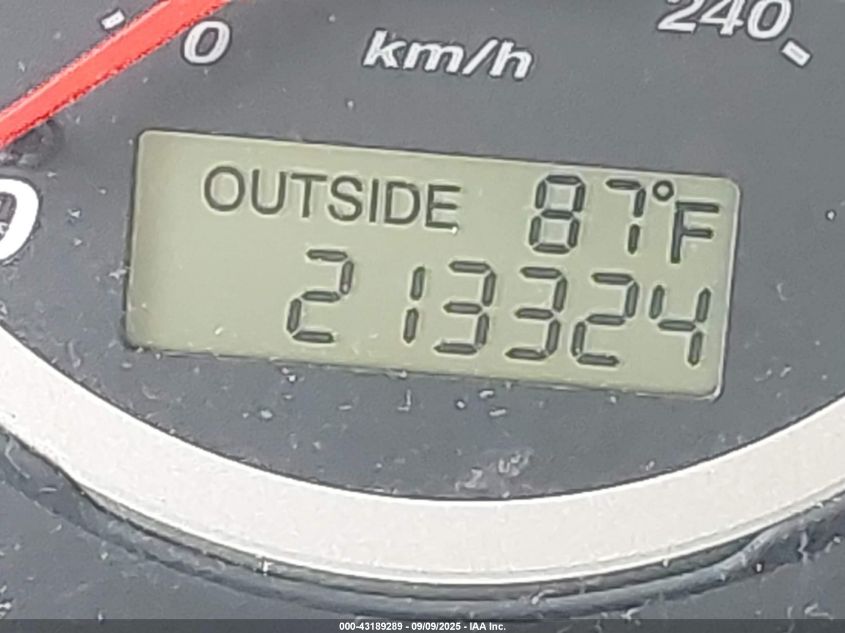 0 km/h 240
OUTSIDE 87°F
213324
000-43189289 - 09/09/2025 - IAA Inc.